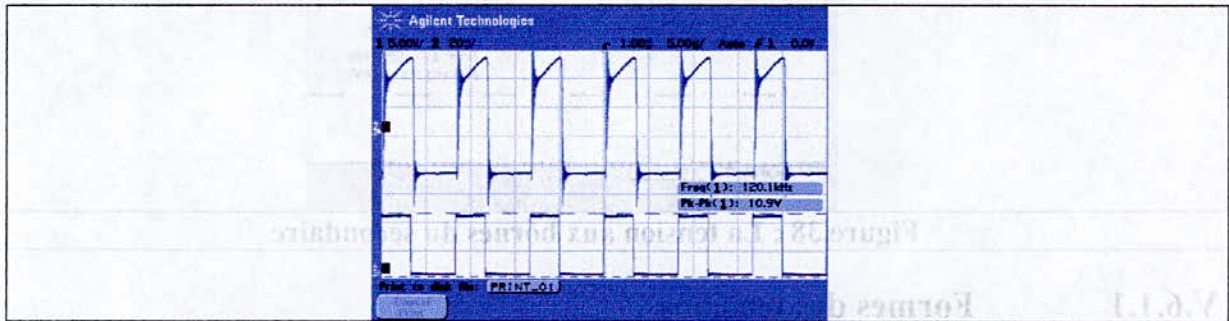 Agilent Technologies
1 5.00V/ 2 20V/ 1.00s 5.00s/ Auto 1 0.0V
Freq(1): 120.1kHz
Pk-Pk(1): 10.9V
Figure 38 : La tension aux bornes du secondaire
Print to disk file: PRINT_01
V.6.1.1 Formes